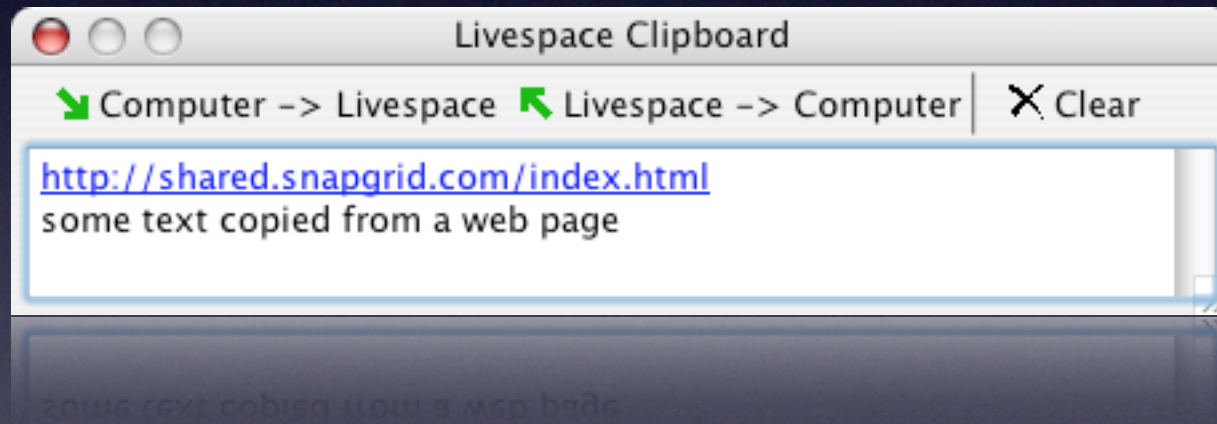 Livespace Clipboard
Computer -> Livespace Livespace -> Computer Clear
http://shared.snapgrid.com/index.html
some text copied from a web page